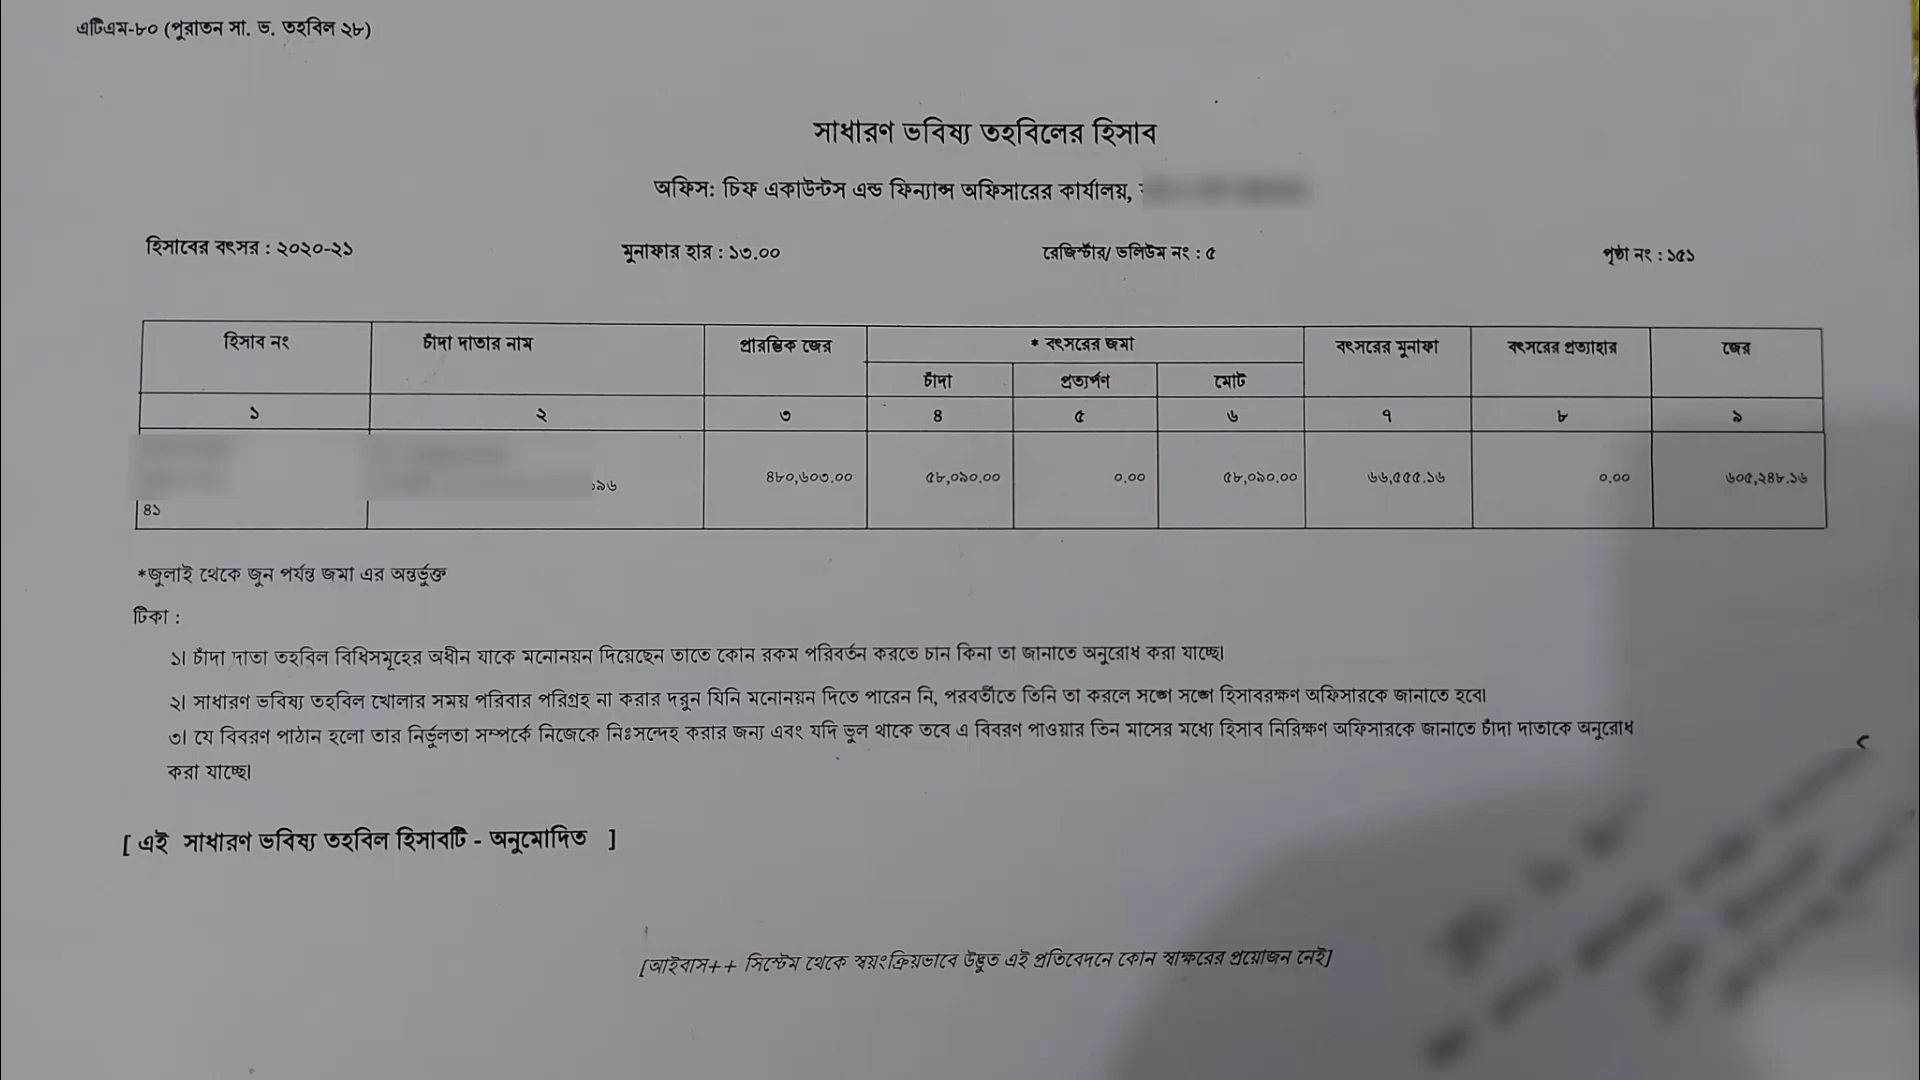 এটিএম-৮০ (পুরাতন সা. ভ. তহবিল ২৮)
সাধারণ ভবিষ্য তহবিলের হিসাব
অফিস: চিফ একাউন্টস এন্ড ফিন্যান্স অফিসারের কার্যালয়,
হিসাবের বৎসর : ২০২০-২১ মুনাফার হার : ১৩.০০ রেজিস্টার/ ভলিউম নং : ৫ পৃষ্ঠা নং : ১৫১
হিসাব নং চাঁদা দাতার নাম প্রারম্ভিক জের * বৎসরের জমা বৎসরের মুনাফা বৎসরের প্রত্যাহার জের
চাঁদা প্রত্যর্পণ মোট
১ ২ ৩ ৪ ৫ ৬ ৭ ৮ ৯
১৯৬ ৪৮০,৬০৩.০০ ৫৮,০৯০.০০ ০.০০ ৫৮,০৯০.০০ ৬৬,৫৫৫.১৬ ০.০০ ৬০৫,২৪৮.১৬
৪১
*জুলাই থেকে জুন পর্যন্ত জমা এর অন্তর্ভুক্ত
টিকা :
১। চাঁদা দাতা তহবিল বিধিসমূহের অধীন যাকে মনোনয়ন দিয়েছেন তাতে কোন রকম পরিবর্তন করতে চান কিনা তা জানাতে অনুরোধ করা যাচ্ছে।
২। সাধারণ ভবিষ্য তহবিল খোলার সময় পরিবার পরিগ্রহ না করার দরুন যিনি মনোনয়ন দিতে পারেন নি, পরবর্তীতে তিনি তা করলে সঙ্গে সঙ্গে হিসাবরক্ষণ অফিসারকে জানাতে হবে।
৩। যে বিবরণ পাঠান হলো তার নির্ভুলতা সম্পর্কে নিজেকে নিঃসন্দেহ করার জন্য এবং যদি ভুল থাকে তবে এ বিবরণ পাওয়ার তিন মাসের মধ্যে হিসাব নিরিক্ষণ অফিসারকে জানাতে চাঁদা দাতাকে অনুরোধ
করা যাচ্ছে।
[ এই সাধারণ ভবিষ্য তহবিল হিসাবটি - অনুমোদিত ]
[আইবাস++ সিস্টেম থেকে স্বয়ংক্রিয়ভাবে উদ্ভূত এই প্রতিবেদনে কোন স্বাক্ষরের প্রয়োজন নেই]